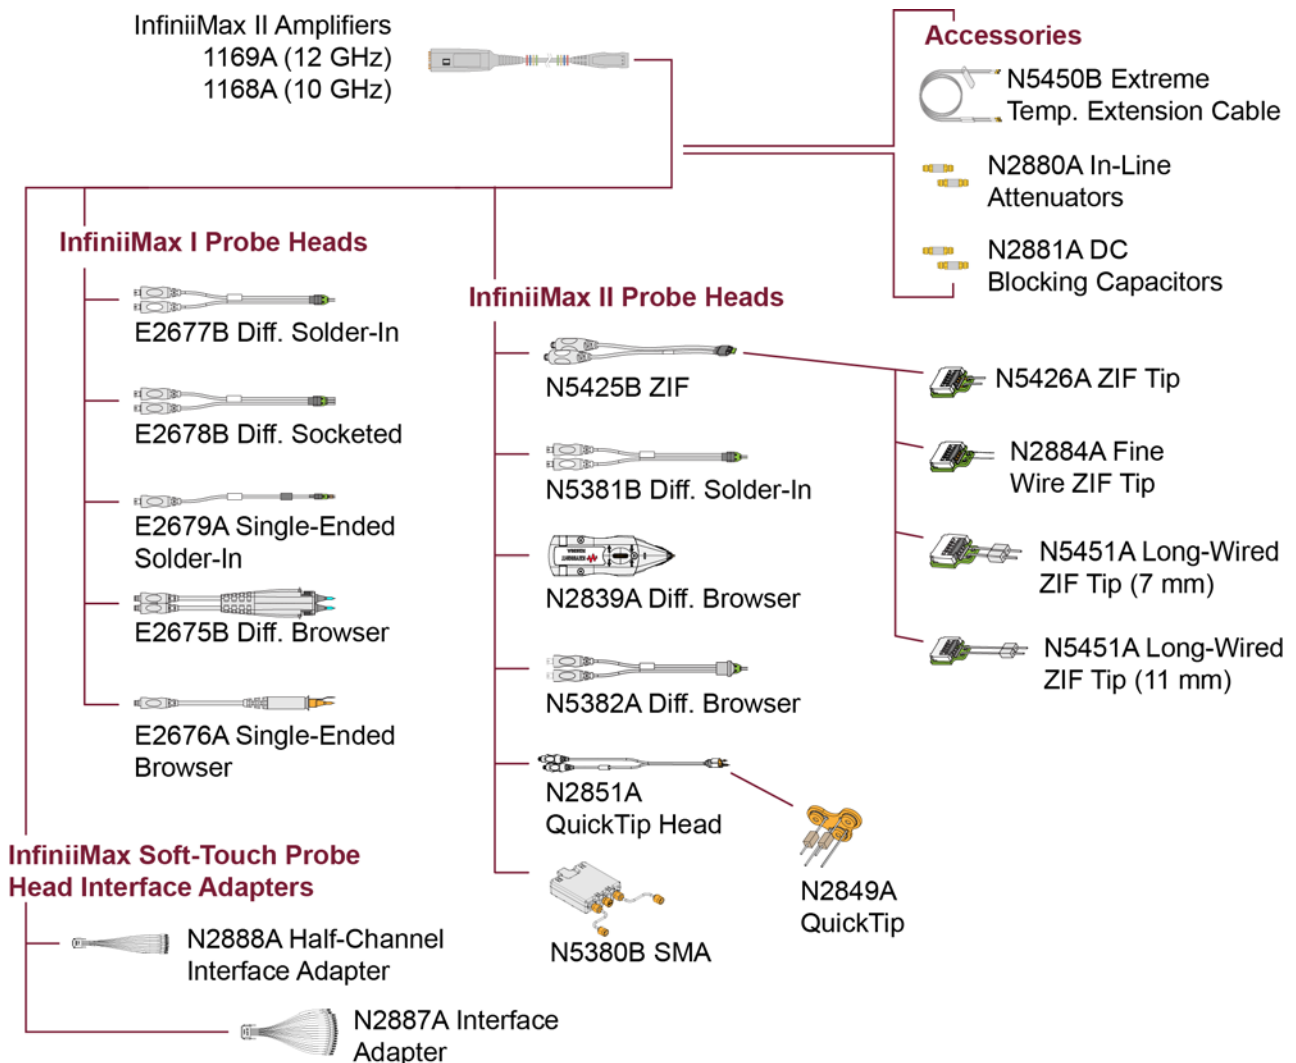 InfiniiMax II Amplifiers
1169A (12 GHz)
1168A (10 GHz)
Accessories
N5450B Extreme
Temp. Extension Cable
N2880A In-Line
Attenuators
N2881A DC
Blocking Capacitors
InfiniiMax I Probe Heads
E2677B Diff. Solder-In
E2678B Diff. Socketed
E2679A Single-Ended
Solder-In
E2675B Diff. Browser
E2676A Single-Ended
Browser
InfiniiMax II Probe Heads
N5425B ZIF
N5381B Diff. Solder-In
N2839A Diff. Browser
N5382A Diff. Browser
N2851A
QuickTip Head
N5380B SMA
N5426A ZIF Tip
N2884A Fine
Wire ZIF Tip
N5451A Long-Wired
ZIF Tip (7 mm)
N5451A Long-Wired
ZIF Tip (11 mm)
N2849A
QuickTip
InfiniiMax Soft-Touch Probe
Head Interface Adapters
N2888A Half-Channel
Interface Adapter
N2887A Interface
Adapter